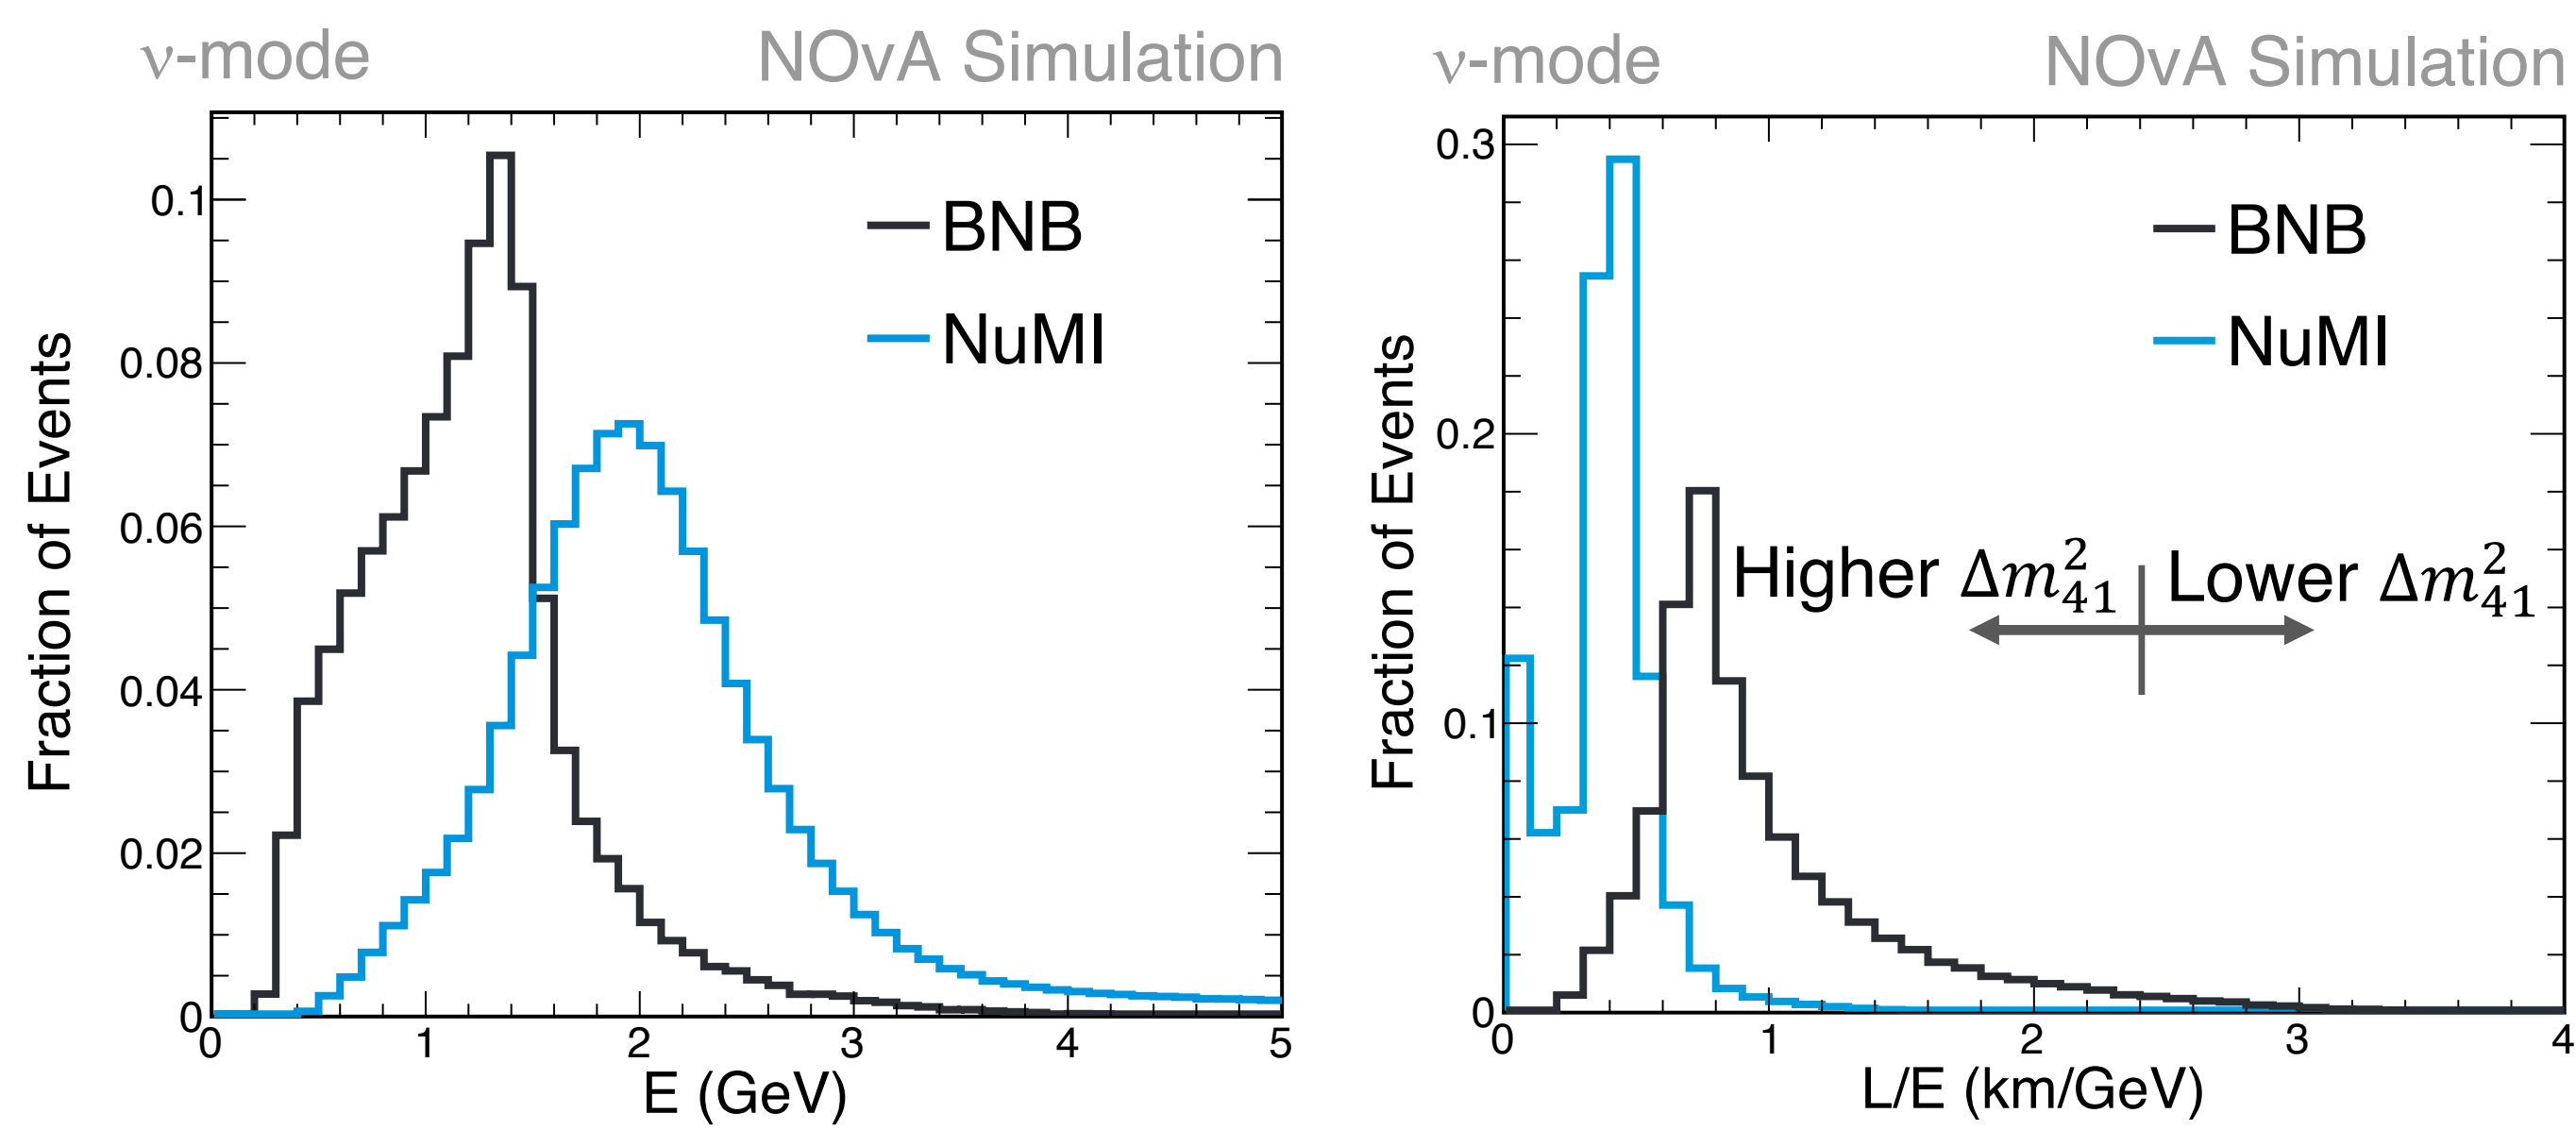 ν-mode NOvA Simulation
0.1
0.08
0.06
0.04
0.02
0
BNB
NuMI
Fraction of Events
0 1 2 3 4 5
E (GeV)
ν-mode NOvA Simulation
0.3
0.2
0.1
0
BNB
NuMI
Higher Δm²₄₁ Lower Δm²₄₁
Fraction of Events
0 1 2 3 4
L/E (km/GeV)